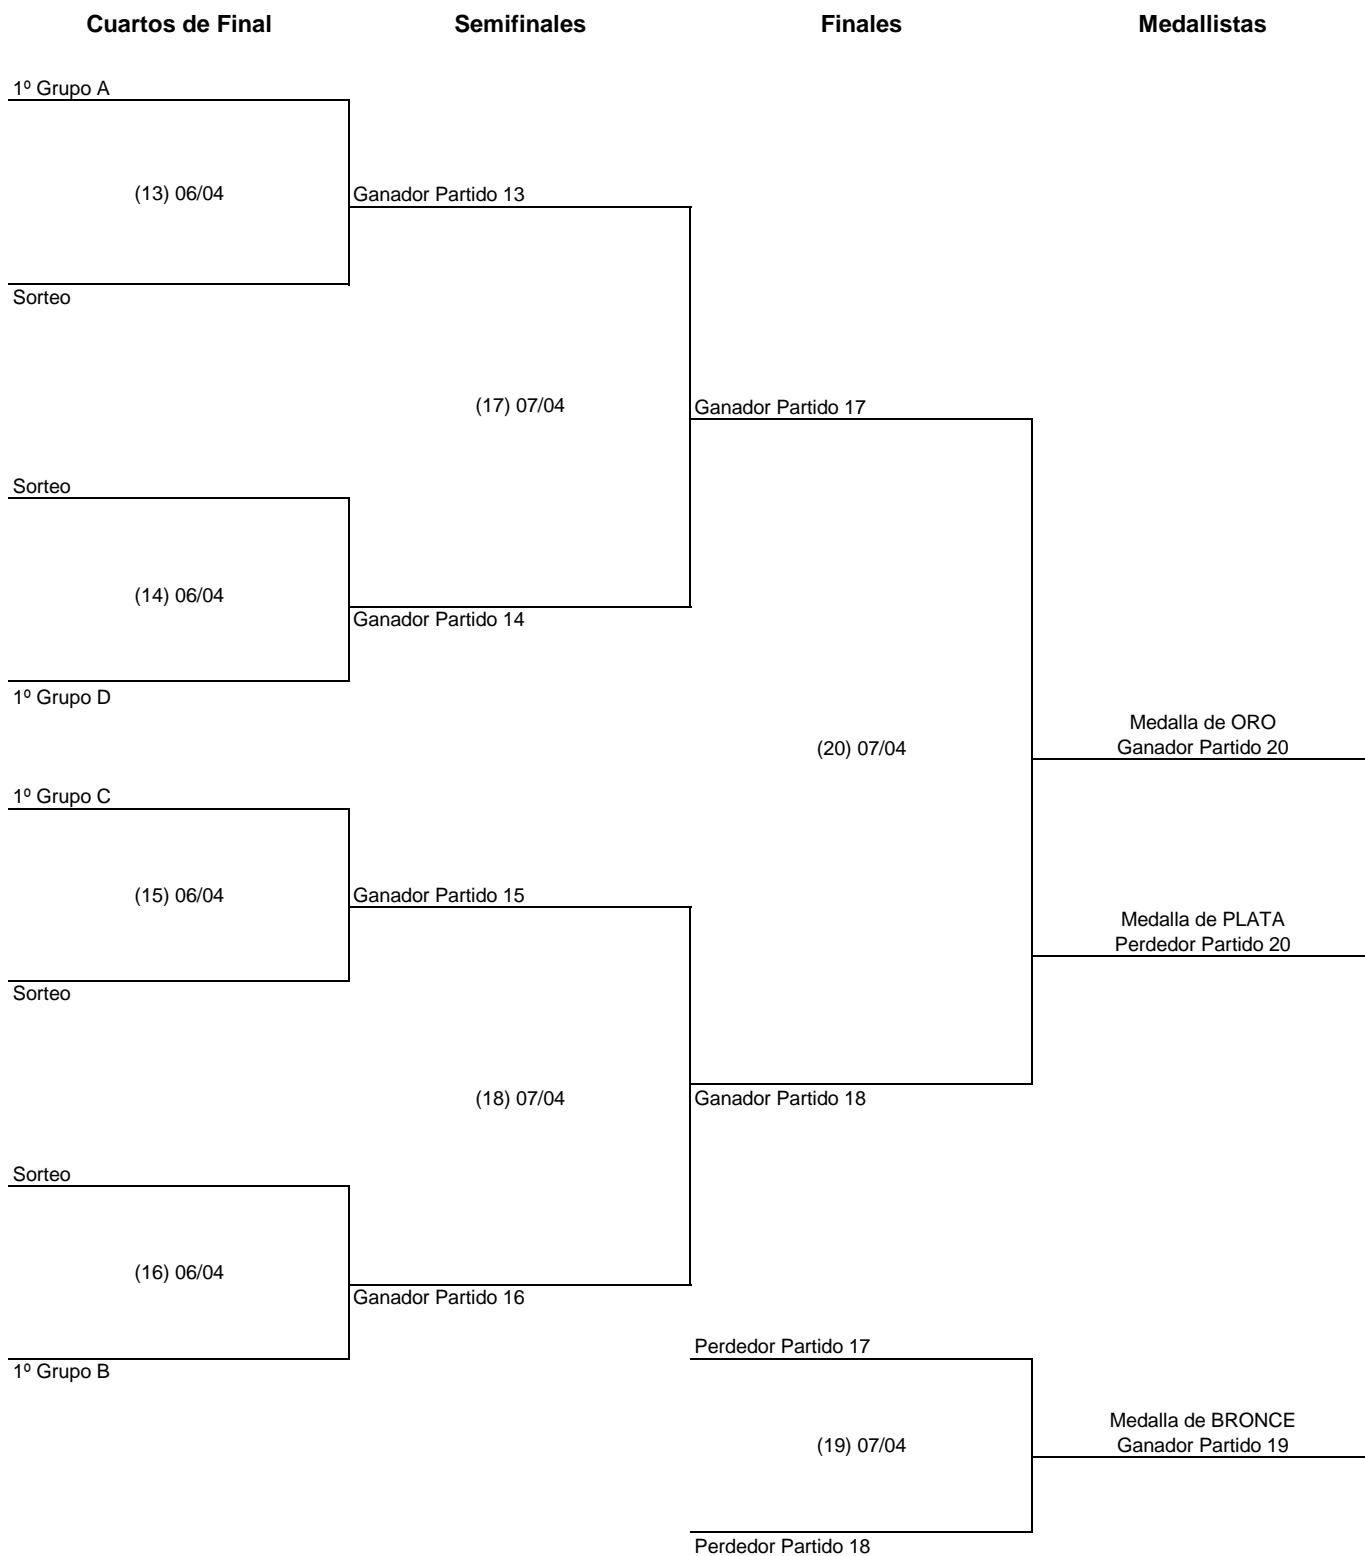 Cuartos de Final
Semifinales
Finales
Medallistas
1º Grupo A
(13) 06/04
Ganador Partido 13
Sorteo
(17) 07/04
Ganador Partido 17
Sorteo
(14) 06/04
Ganador Partido 14
1º Grupo D
Medalla de ORO
(20) 07/04
Ganador Partido 20
1º Grupo C
(15) 06/04
Ganador Partido 15
Medalla de PLATA
Perdedor Partido 20
Sorteo
(18) 07/04
Ganador Partido 18
Sorteo
(16) 06/04
Ganador Partido 16
Perdedor Partido 17
1º Grupo B
Medalla de BRONCE
(19) 07/04
Ganador Partido 19
Perdedor Partido 18